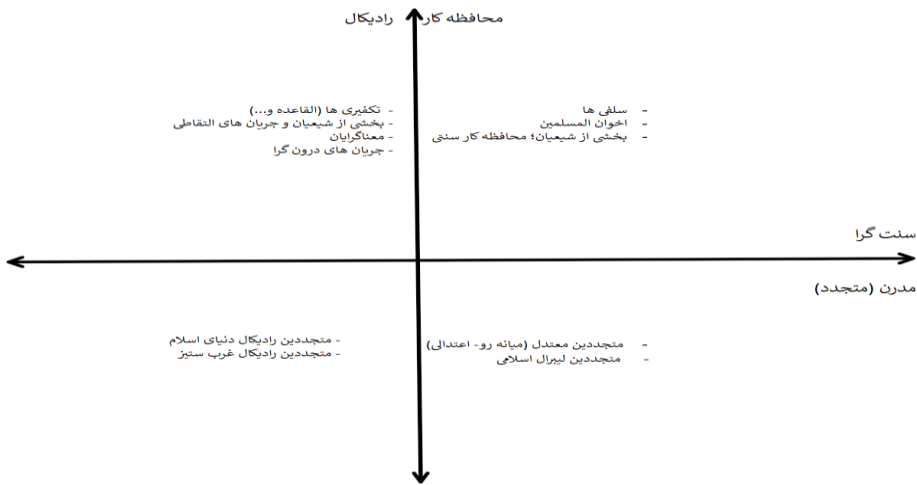 محافظه کار
رادیکال
- سلفی ها
- اخوان المسلمین
- بخشی از شیعیان؛ محافظه کار سنتی
- تکفیری ها (القاعده و...)
- بخشی از شیعیان و جریان های التقاطی
- معناگرایان
- جریان های درون گرا
سنت گرا
مدرن (متجدد)
- متجددین معتدل (میانه رو- اعتدالی)
- متجددین لیبرال اسلامی
- متجددین رادیکال دنیای اسلام
- متجددین رادیکال غرب ستیز